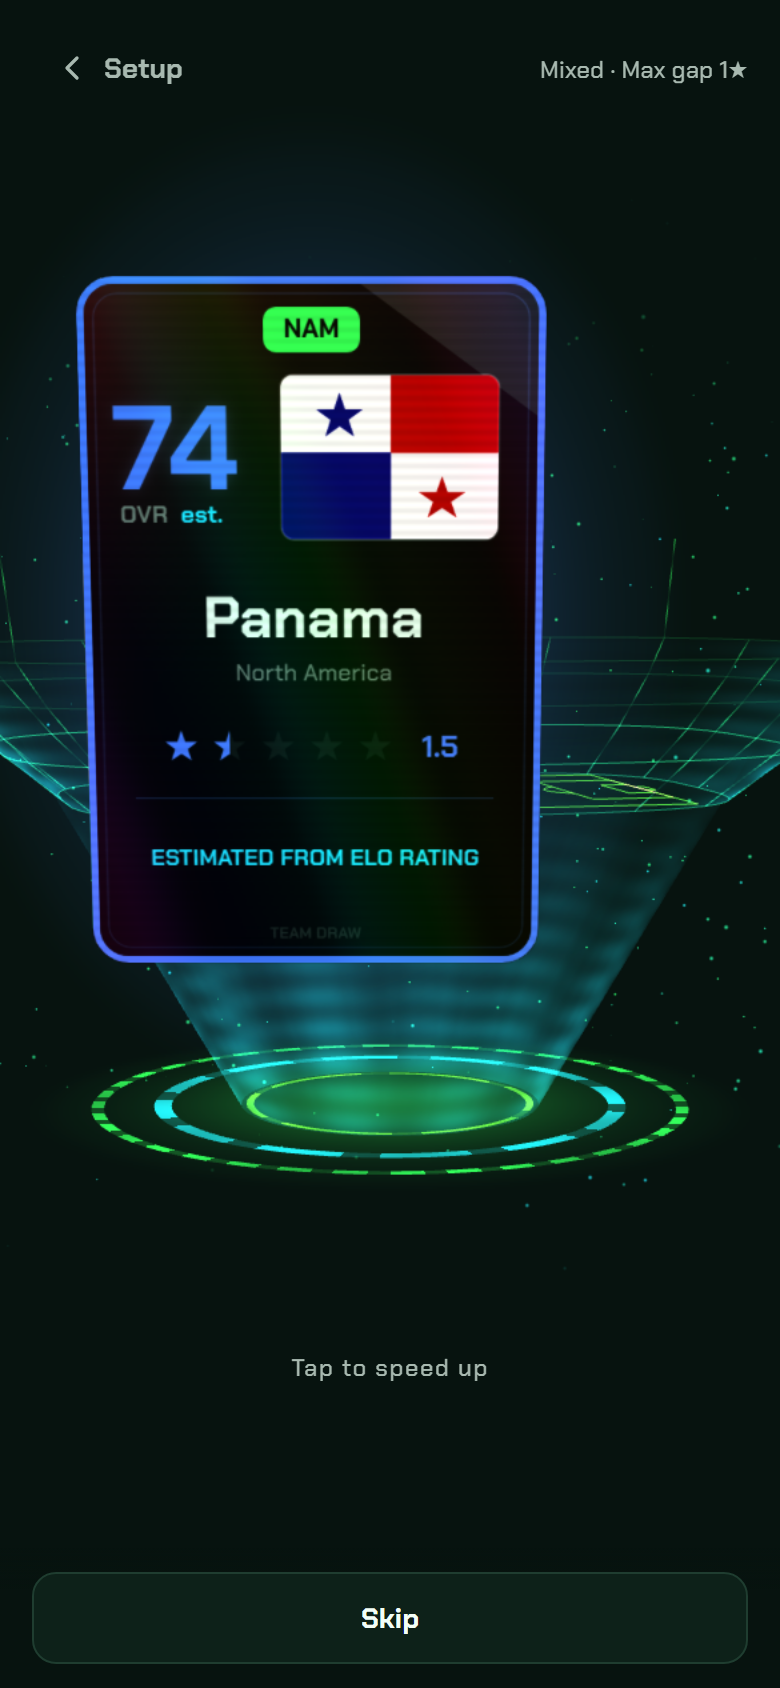 Setup
Mixed · Max gap 1★
NAM
74
OVR est.
Panama
North America
1.5
ESTIMATED FROM ELO RATING
TEAM DRAW
Tap to speed up
Skip